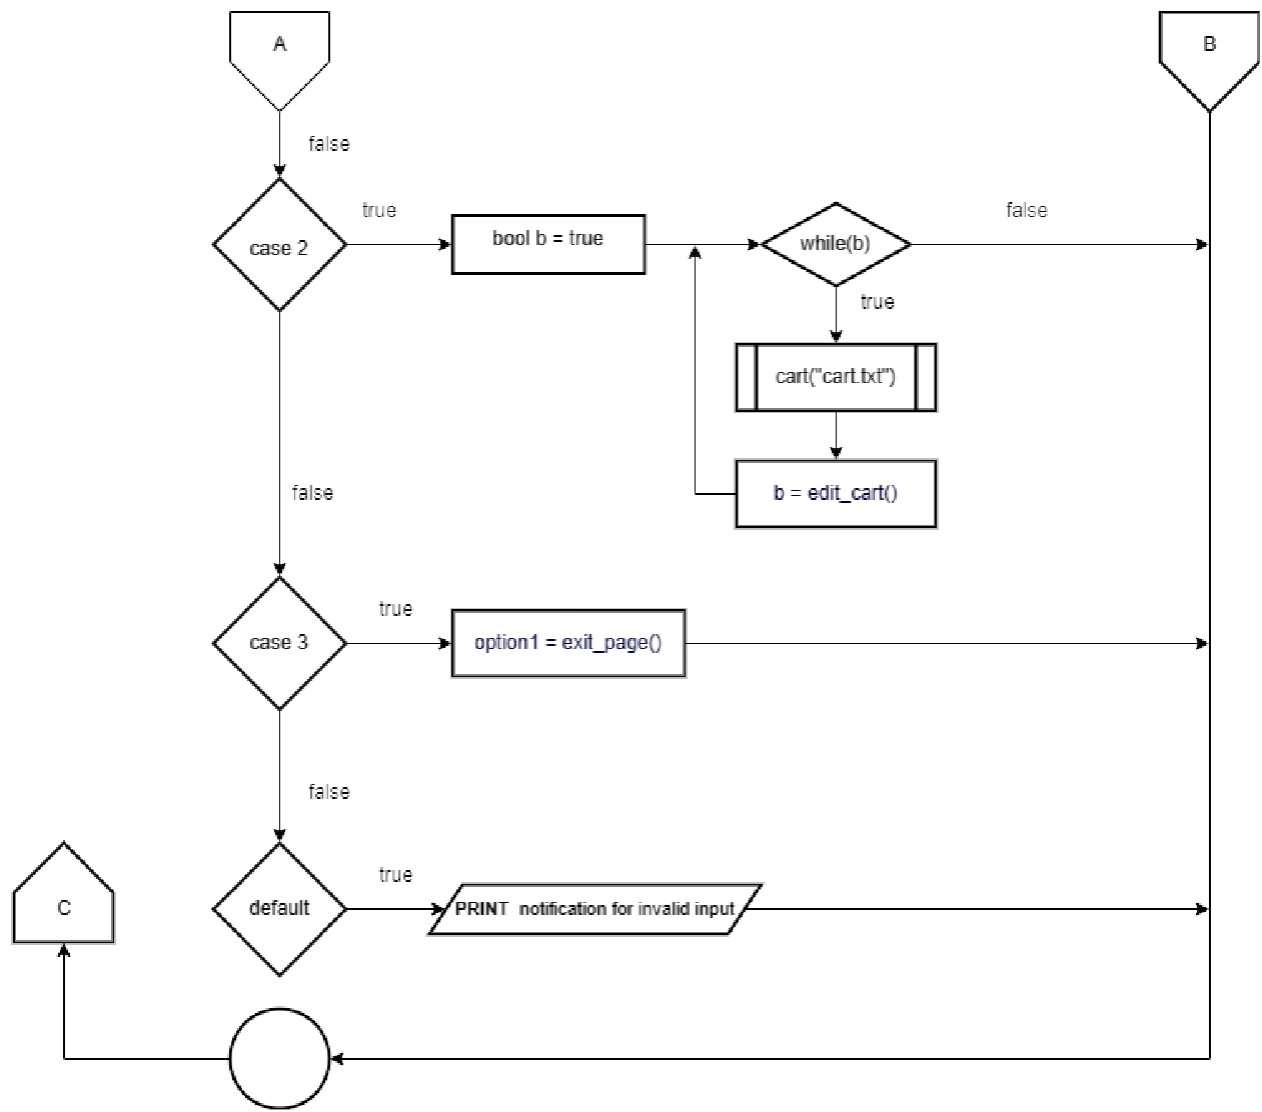 A
B
false
true
false
case 2
bool b = true
while(b)
true
cart("cart.txt")
false
b = edit_cart()
true
case 3
option1 = exit_page()
false
true
C
default
PRINT notification for invalid input